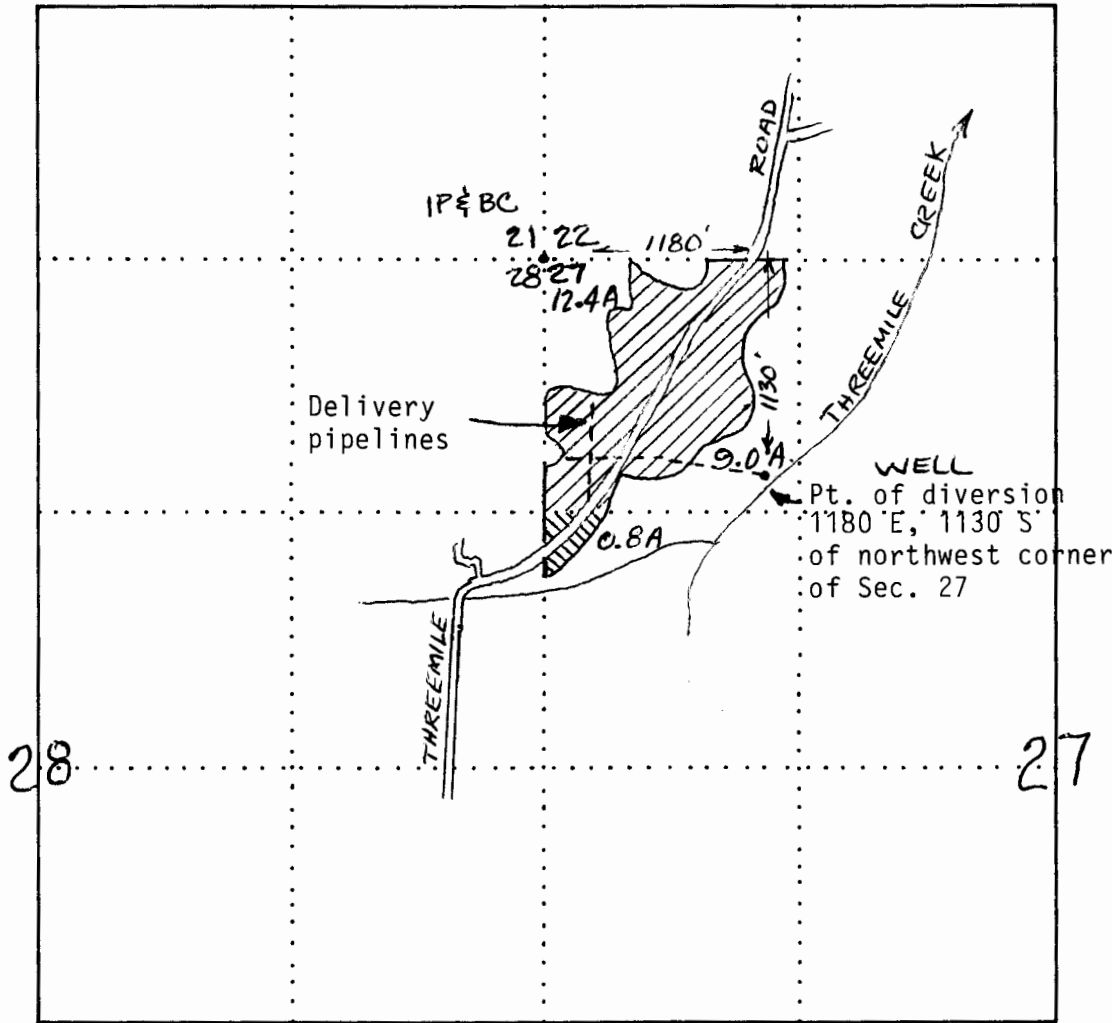 ROAD
CREEK
THREEMILE
IP & BC
21 22
28 27
1180'
12.4A
1130'
Delivery
pipelines
9.0A
WELL
Pt. of diversion
1180 E, 1130 S
of northwest corner
of Sec. 27
0.8A
THREEMILE
28
27